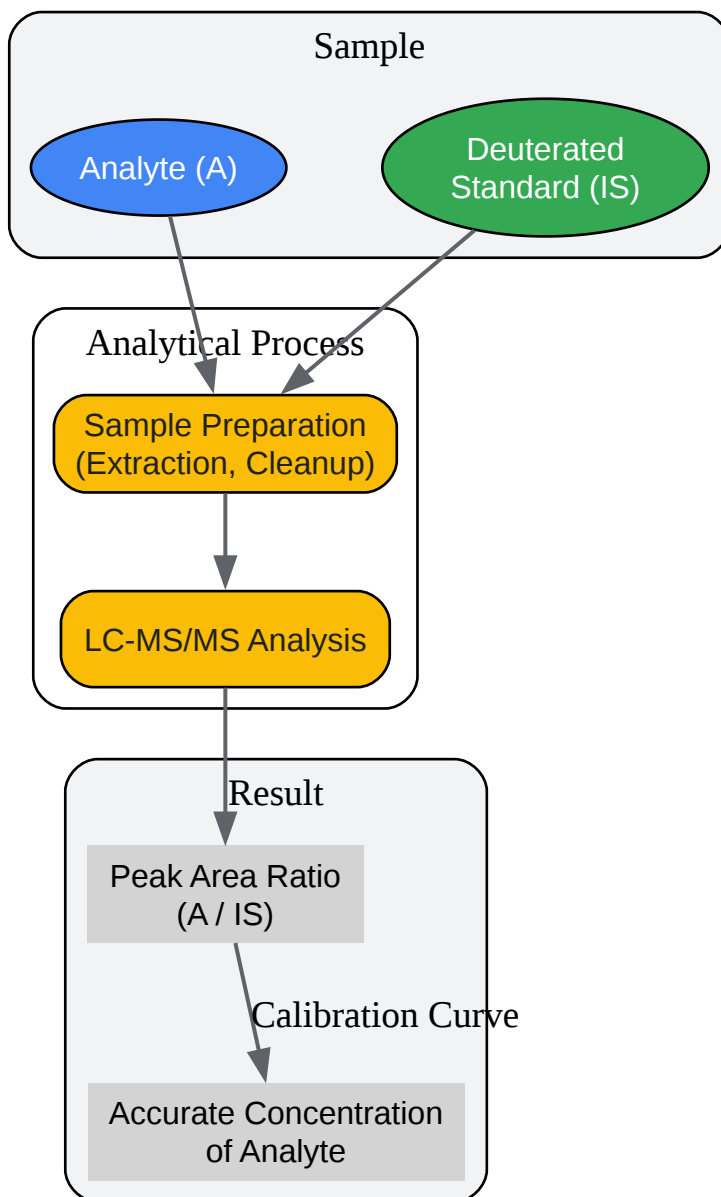 Sample
Analyte (A)
Deuterated
Standard (IS)
Analytical Process
Sample Preparation
(Extraction, Cleanup)
LC-MS/MS Analysis
Result
Peak Area Ratio
(A / IS)
Calibration Curve
Accurate Concentration
of Analyte